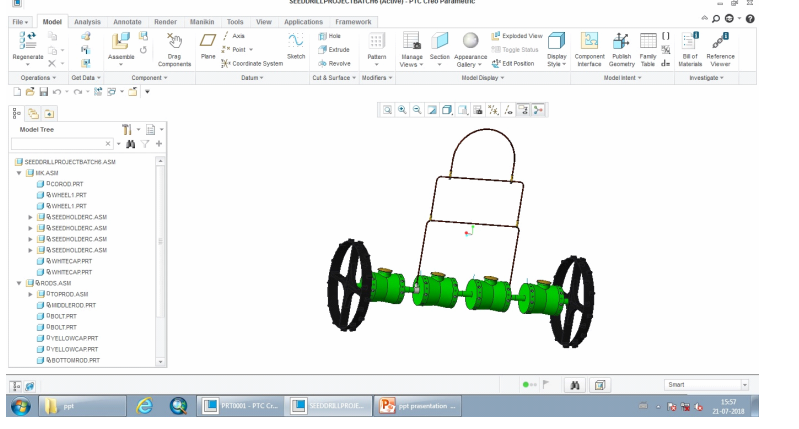 SEEDDRILLPROJECTBATCH6 (Active) - PTC Creo Parametric
File Model Analysis Annotate Render Manikin Tools View Applications Framework
Regenerate
Assemble
Drag Components
Plane
Axis
Point
Coordinate System
Sketch
Hole
Extrude
Revolve
Pattern
Manage Views
Section
Appearance Gallery
Exploded View
Toggle Status
Edit Position
Display Style
Component Interface
Publish Geometry
Family Table
d=
Bill of Materials
Reference Viewer
Operations Get Data Component Datum Cut & Surface Modifiers Model Display Model Intent Investigate
Model Tree
SEEDDRILLPROJECTBATCH6.ASM
MK.ASM
COROD.PRT
WHEEL1.PRT
WHEEL1.PRT
SEEDHOLDERC.ASM
SEEDHOLDERC.ASM
SEEDHOLDERC.ASM
SEEDHOLDERC.ASM
WHITECAP.PRT
WHITECAP.PRT
RODS.ASM
TOPROD.ASM
MIDDLEROD.PRT
BOLT.PRT
BOLT.PRT
YELLOWCAP.PRT
YELLOWCAP.PRT
BOTTOMROD.PRT
Smart
ppt
PRT0001 - PTC Cr...
SEEDDRILLPROJE...
ppt presentation ...
15:57
21-07-2018